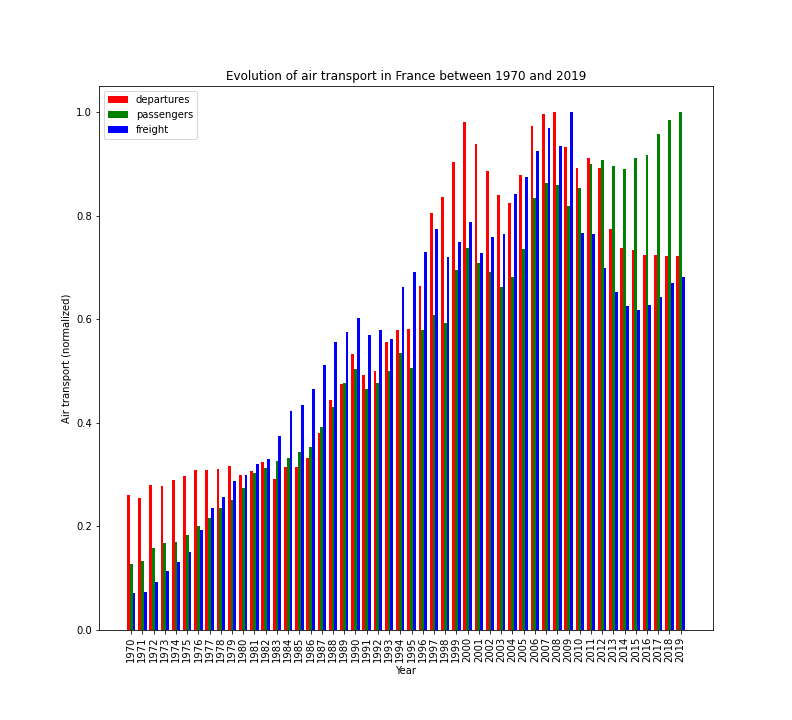 Evolution of air transport in France between 1970 and 2019
departures
passengers
freight
1.0
0.8
0.6
0.4
0.2
0.0
Air transport (normalized)
1970 1971 1972 1973 1974 1975 1976 1977 1978 1979 1980 1981 1982 1983 1984 1985 1986 1987 1988 1989 1990 1991 1992 1993 1994 1995 1996 1997 1998 1999 2000 2001 2002 2003 2004 2005 2006 2007 2008 2009 2010 2011 2012 2013 2014 2015 2016 2017 2018 2019
Year